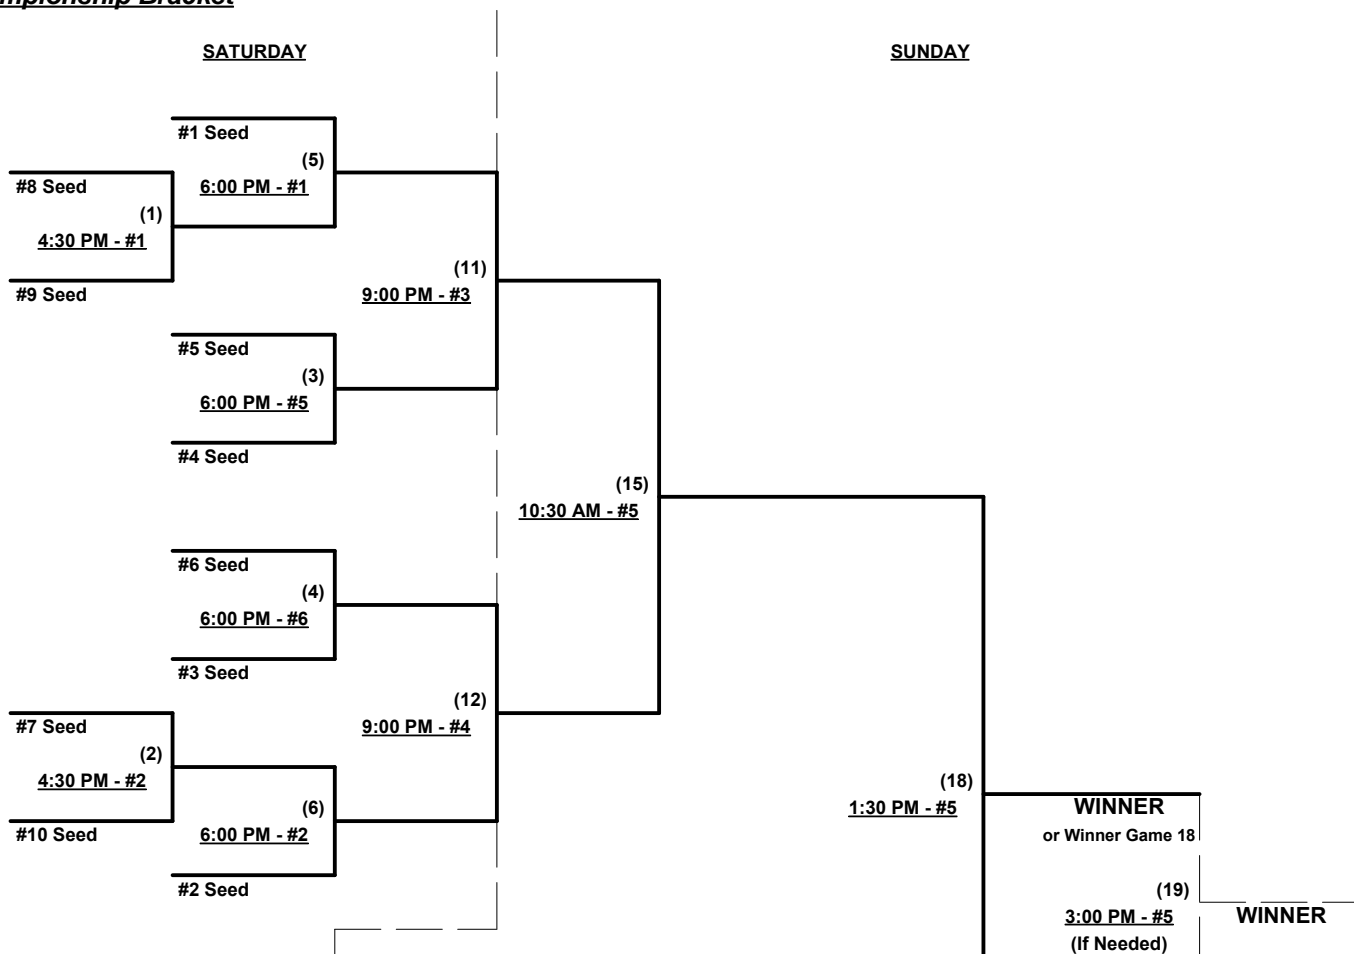 Bracket
SATURDAY
SUNDAY
#1 Seed
(5)
6:00 PM - #1
#8 Seed
(1)
4:30 PM - #1
#9 Seed
(11)
9:00 PM - #3
#5 Seed
(3)
6:00 PM - #5
#4 Seed
(15)
10:30 AM - #5
#6 Seed
(4)
6:00 PM - #6
#3 Seed
(12)
9:00 PM - #4
#7 Seed
(2)
4:30 PM - #2
#10 Seed
(6)
6:00 PM - #2
#2 Seed
(18)
1:30 PM - #5
WINNER
or Winner Game 18
(19)
3:00 PM - #5
(If Needed)
WINNER